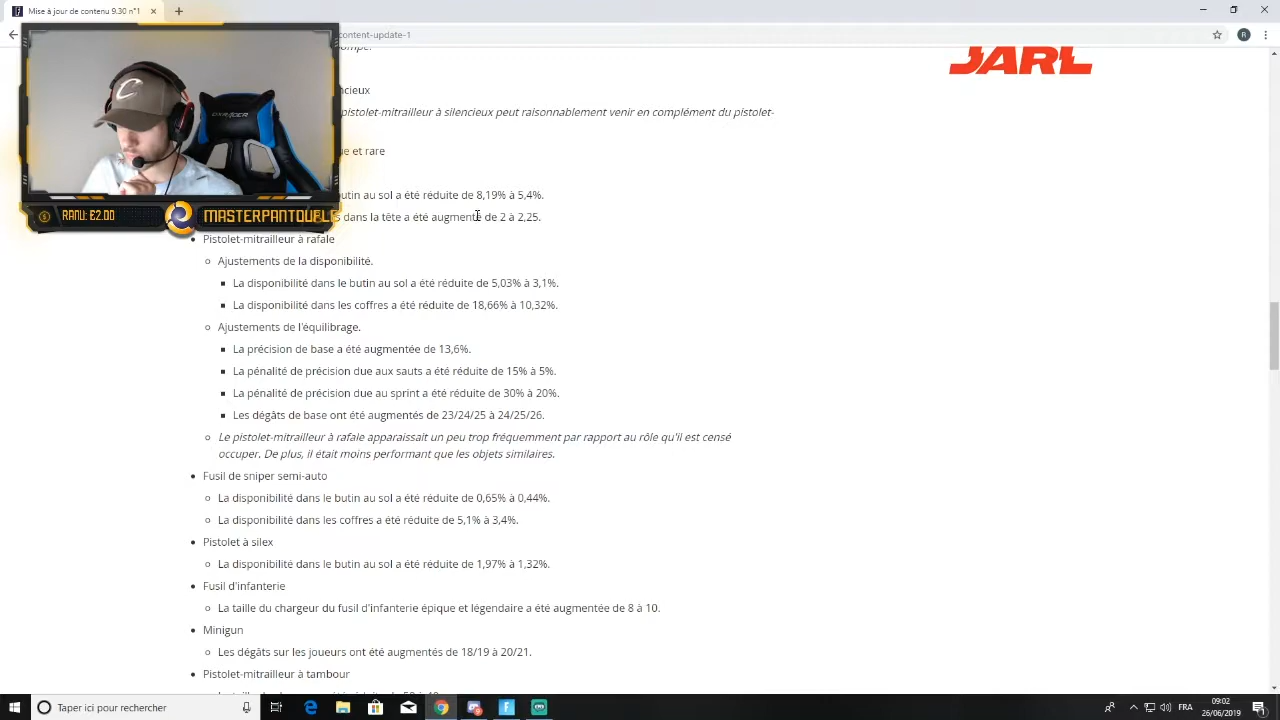 Mise à jour de contenu 9.30 n°1
content-update-1
JARL
ompe.
ncieux
pistolet-mitrailleur à silencieux peut raisonnablement venir en complément du pistolet-
ue et rare
butin au sol a été réduite de 8,19% à 5,4%.
s dans la tête a été augmenté de 2 à 2,25.
RANU: €2.00
MASTERPANTOUFLE
• Pistolet-mitrailleur à rafale
Ajustements de la disponibilité.
La disponibilité dans le butin au sol a été réduite de 5,03% à 3,1%.
La disponibilité dans les coffres a été réduite de 18,66% à 10,32%.
Ajustements de l'équilibrage.
La précision de base a été augmentée de 13,6%.
La pénalité de précision due aux sauts a été réduite de 15% à 5%.
La pénalité de précision due au sprint a été réduite de 30% à 20%.
Les dégâts de base ont été augmentés de 23/24/25 à 24/25/26.
Le pistolet-mitrailleur à rafale apparaissait un peu trop fréquemment par rapport au rôle qu'il est censé
occuper. De plus, il était moins performant que les objets similaires.
• Fusil de sniper semi-auto
La disponibilité dans le butin au sol a été réduite de 0,65% à 0,44%.
La disponibilité dans les coffres a été réduite de 5,1% à 3,4%.
• Pistolet à silex
La disponibilité dans le butin au sol a été réduite de 1,97% à 1,32%.
• Fusil d'infanterie
La taille du chargeur du fusil d'infanterie épique et légendaire a été augmentée de 8 à 10.
• Minigun
Les dégâts sur les joueurs ont été augmentés de 18/19 à 20/21.
• Pistolet-mitrailleur à tambour
Taper ici pour rechercher
FRA
09:02
26/06/2019